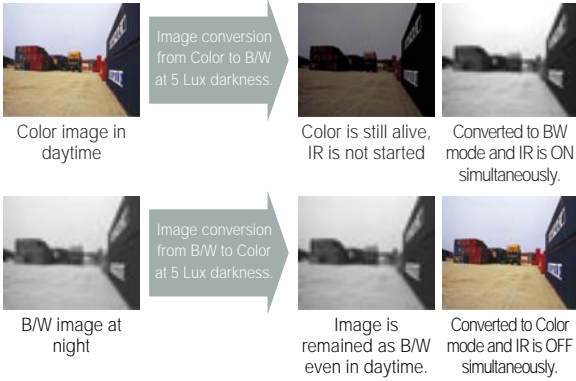 Image conversion
from Color to B/W
at 5 Lux darkness.
Color image in
daytime
Color is still alive,
IR is not started
Converted to BW
mode and IR is ON
simultaneously.
Image conversion
from B/W to Color
at 5 Lux darkness.
B/W image at
night
Image is
remained as B/W
even in daytime.
Converted to Color
mode and IR is OFF
simultaneously.